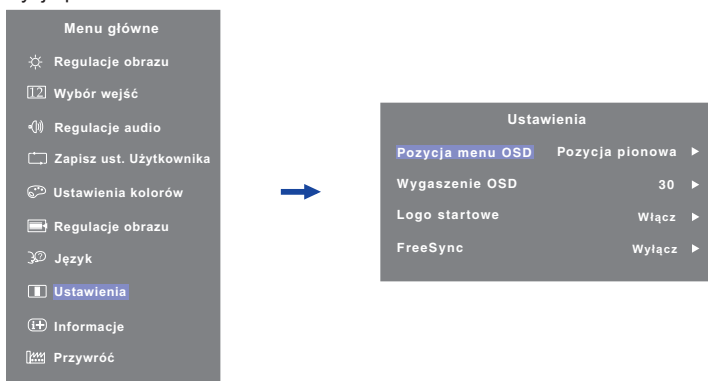 Menu główne
Regulacje obrazu
12 Wybór wejść
Regulacje audio
Zapisz ust. Użytkownika
Ustawienia kolorów
Regulacje obrazu
Język
Ustawienia
Informacje
Przywróć
Ustawienia
Pozycja menu OSD Pozycja pionowa
Wygaszenie OSD 30
Logo startowe Włącz
FreeSync Wyłącz